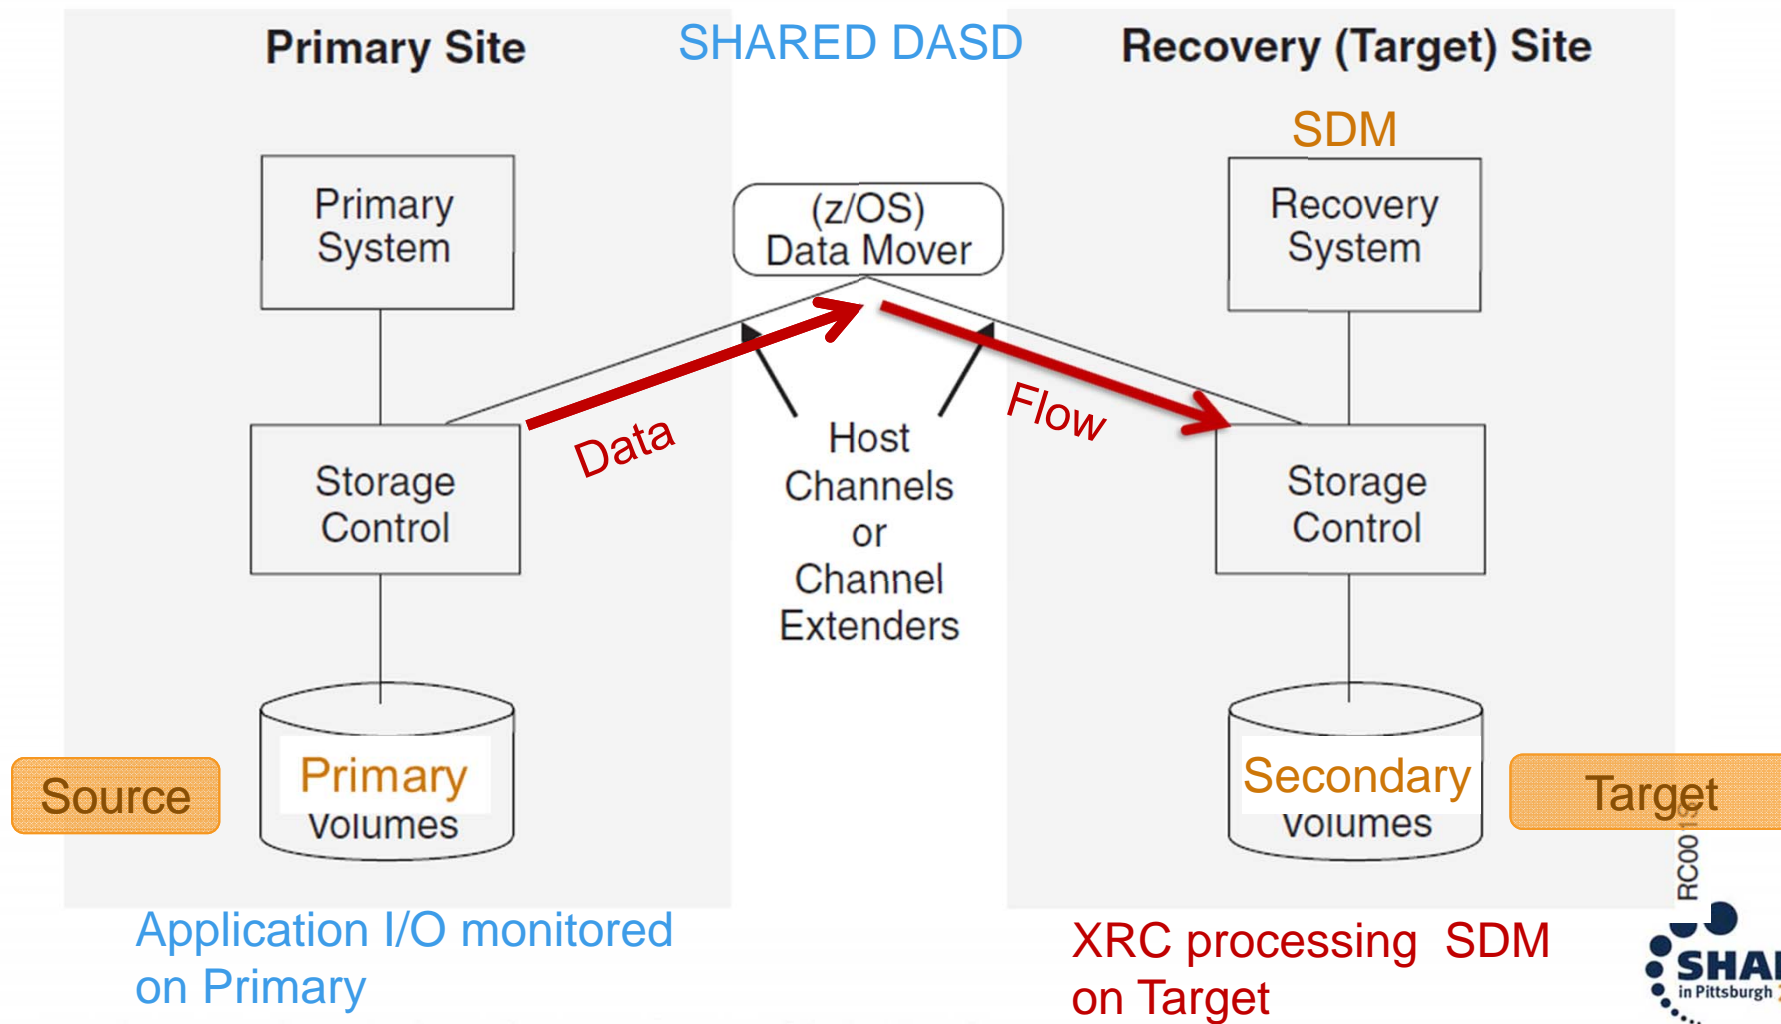 Primary Site
SHARED DASD
Recovery (Target) Site
SDM
Primary
System
(z/OS)
Data Mover
Recovery
System
Data
Flow
Host
Channels
or
Channel
Extenders
Storage
Control
Storage
Control
Source
Primary
Volumes
Secondary
Volumes
Target
Application I/O monitored
on Primary
XRC processing SDM
on Target
in Pittsburgh